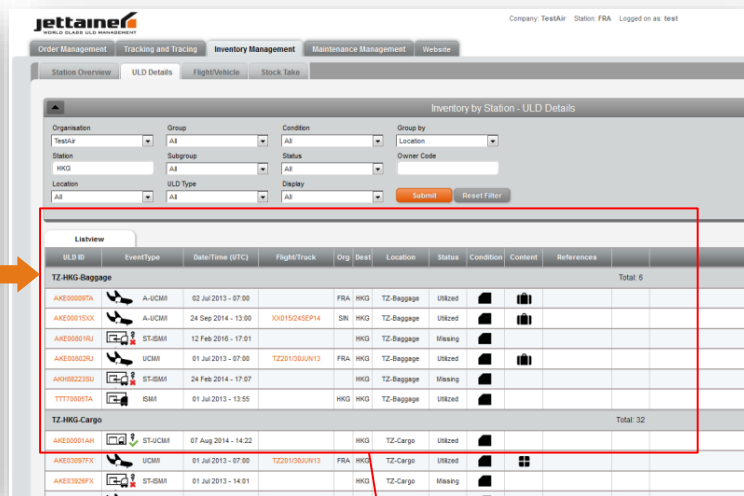 jettainer
WORLD CLASS ULD MANAGEMENT
Company: TestAir Station: FRA Logged on as: test
Order Management Tracking and Tracing Inventory Management Maintenance Management Website
Station Overview ULD Details Flight/Vehicle Stock Take
Inventory by Station - ULD Details
Organisation Group Condition Group by
TestAir All All Location
Station Subgroup Status Owner Code
HKG All All
Location ULD Type Display
All All All Submit Reset Filter
Listview
ULD ID EventType Date/Time (UTC) Flight/Track Org Dest Location Status Condition Content References
TZ-HKG-Baggage Total: 6
AKE00009TA A-UCM/I 02 Jul 2013 - 07:00 FRA HKG TZ-Baggage Utilized
AKE00015XX A-UCM/I 24 Sep 2014 - 13:00 XX015/24SEP14 SIN HKG TZ-Baggage Utilized
AKE00801RJ ST-ISM/I 12 Feb 2016 - 17:01 HKG TZ-Baggage Missing
AKE00802RJ UCM/I 01 Jul 2013 - 07:00 TZ201/30JUN13 FRA HKG TZ-Baggage Utilized
AKH88223SU ST-ISM/I 24 Feb 2014 - 17:07 HKG TZ-Baggage Missing
TTT70005TA ISM/I 01 Jul 2013 - 13:55 HKG HKG TZ-Baggage Utilized
TZ-HKG-Cargo Total: 32
AKE00001AH ST-UCM/I 07 Aug 2014 - 14:22 HKG TZ-Cargo Utilized
AKE03097FX UCM/I 01 Jul 2013 - 07:00 TZ201/30JUN13 FRA HKG TZ-Cargo Utilized
AKE03926FX ST-ISM/I 01 Jul 2013 - 14:01 HKG TZ-Cargo Missing